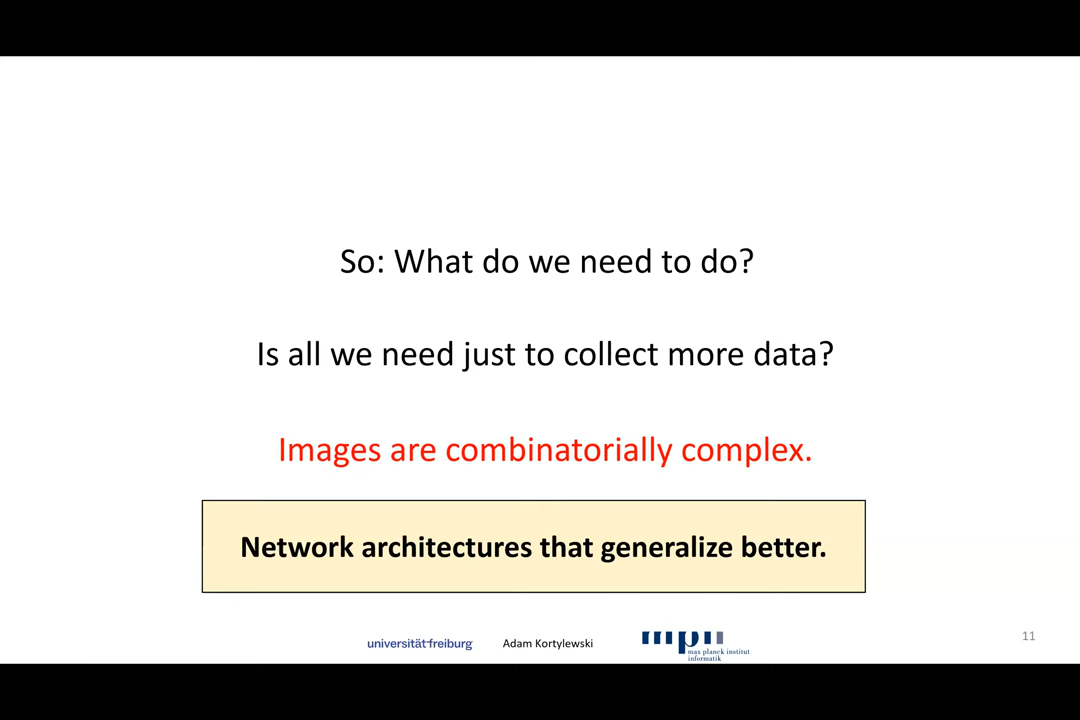 So: What do we need to do?
Is all we need just to collect more data?
Images are combinatorially complex.
Network architectures that generalize better.
universität freiburg
Adam Kortylewski
mpii
max planck institut
informatik
11